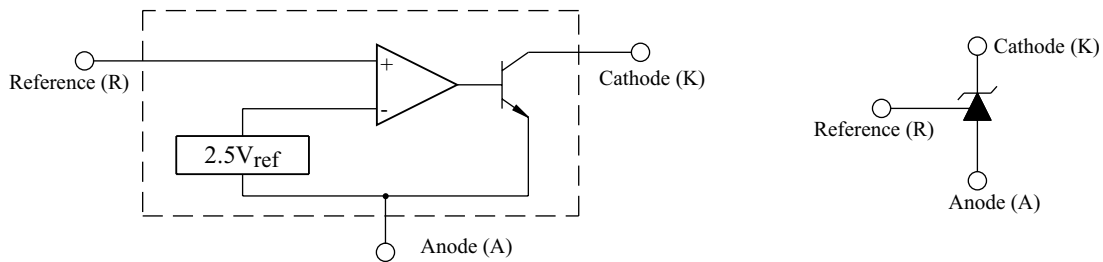 Reference (R)
+
-
2.5Vref
Cathode (K)
Anode (A)
Cathode (K)
Reference (R)
Anode (A)